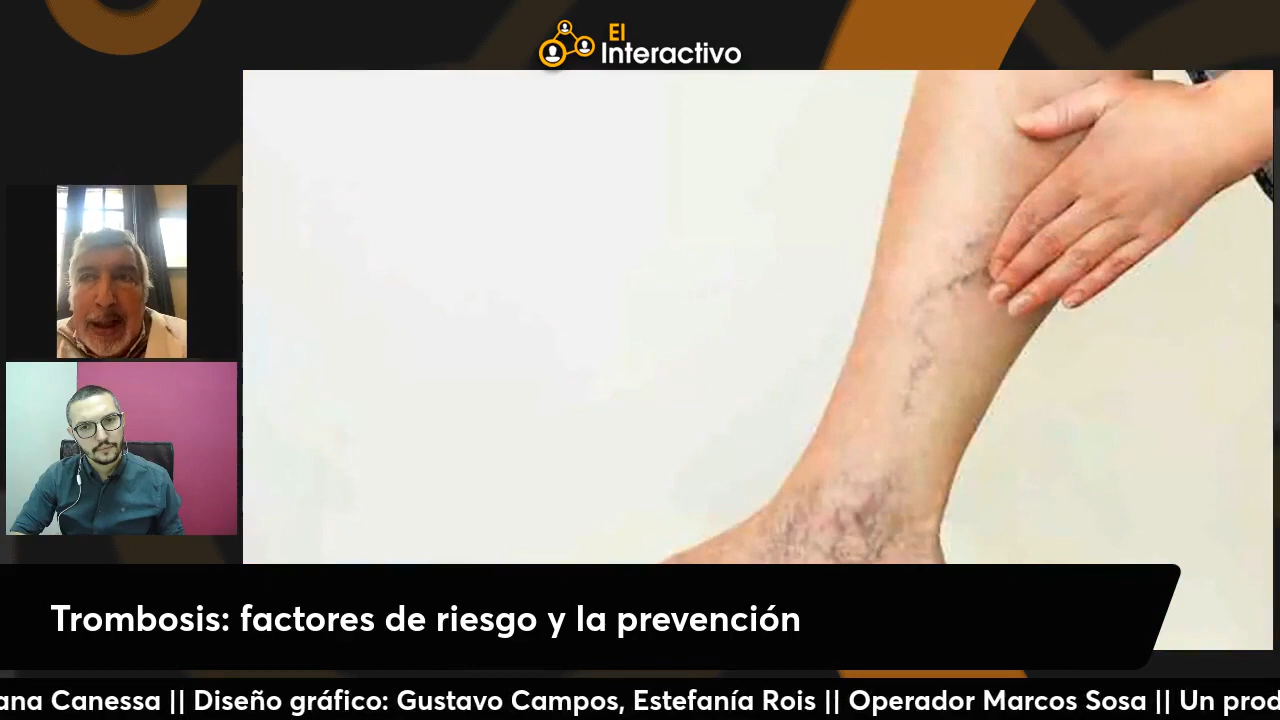 El
Interactivo
Trombosis: factores de riesgo y la prevención
ana Canessa || Diseño gráfico: Gustavo Campos, Estefanía Rois || Operador Marcos Sosa || Un prod